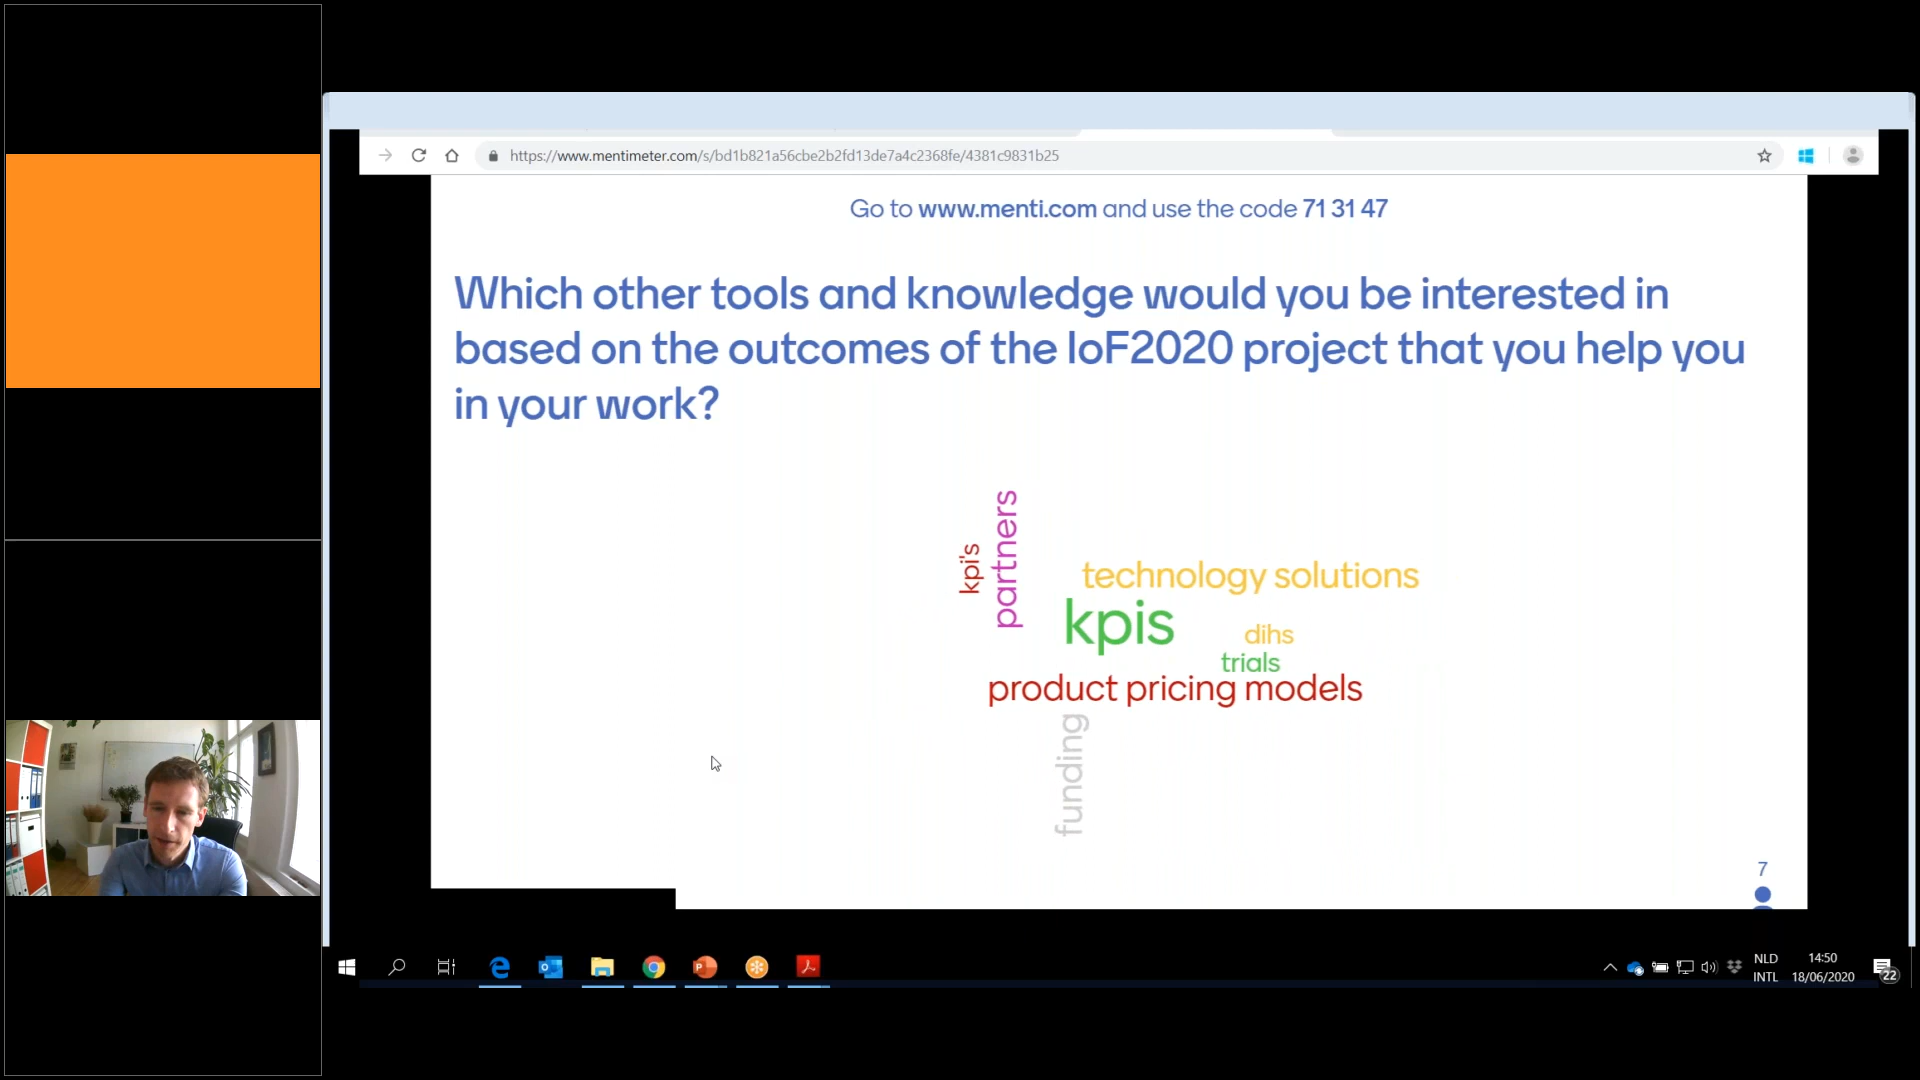 https://www.mentimeter.com/s/bd1b821a56cbe2b2fd13de7a4c2368fe/4381c9831b25
Go to www.menti.com and use the code 71 31 47
Which other tools and knowledge would you be interested in
based on the outcomes of the IoF2020 project that you help you
in your work?
kpi's
partners
technology solutions
kpis
dihs
trials
product pricing models
funding
7
NLD
INTL
14:50
18/06/2020
22